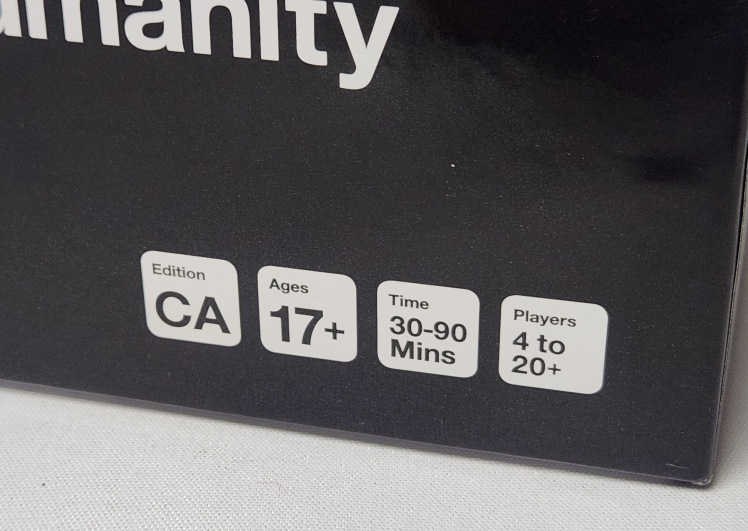 umanity
Edition
CA
Ages
17+
Time
30-90
Mins
Players
4 to
20+